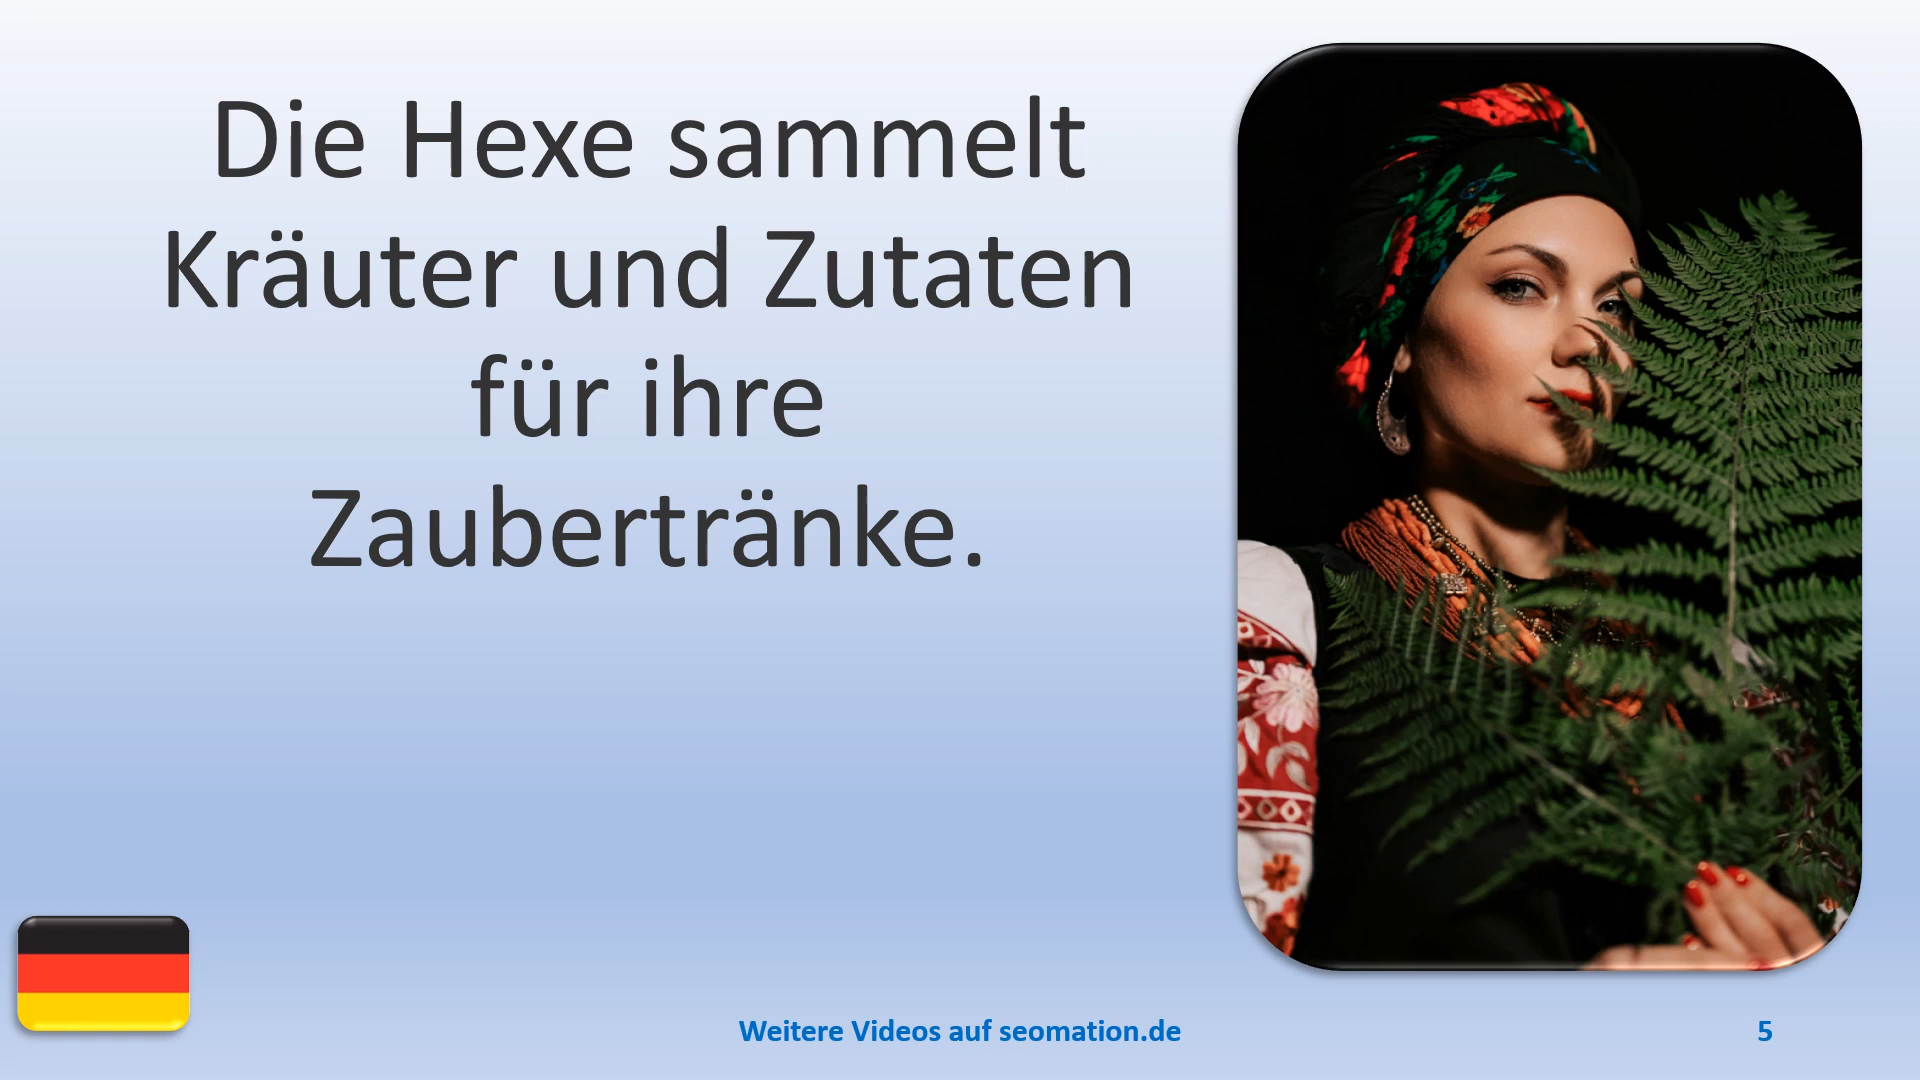 Die Hexe sammelt
Kräuter und Zutaten
für ihre
Zaubertränke.
Weitere Videos auf seomation.de
5